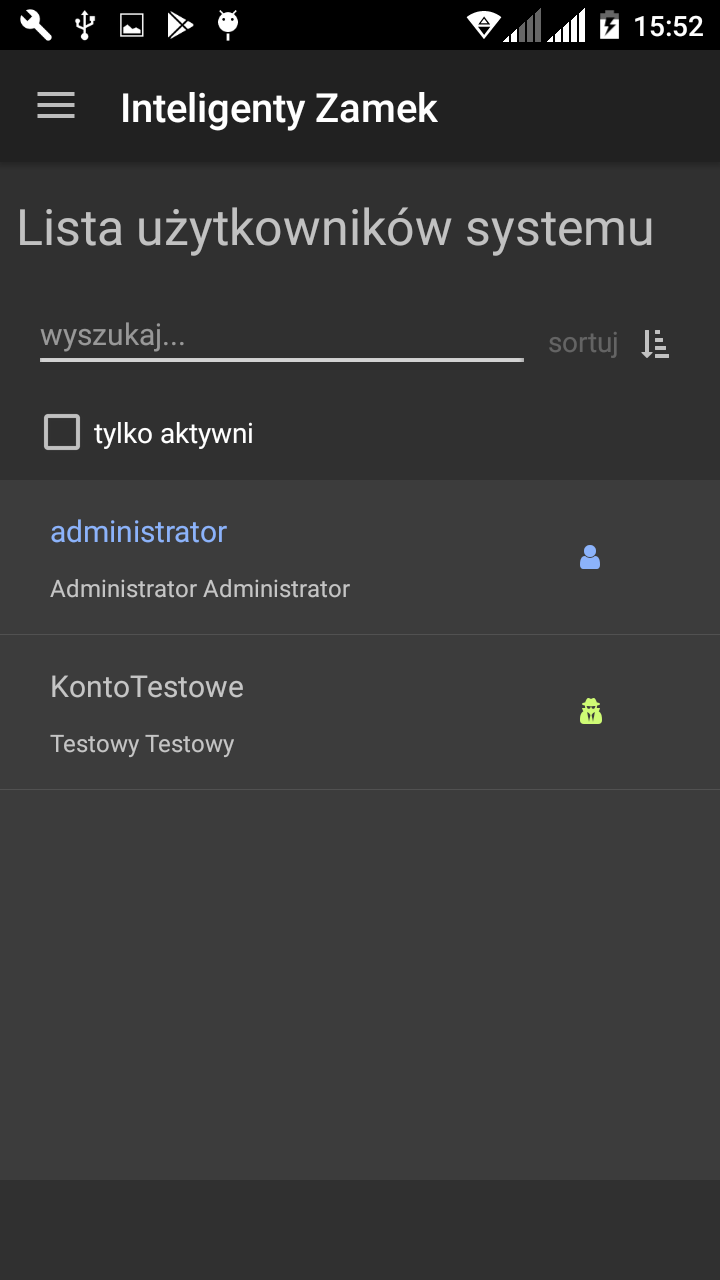 15:52
Inteligenty Zamek
Lista użytkowników systemu
wyszukaj...
sortuj
tylko aktywni
administrator
Administrator Administrator
KontoTestowe
Testowy Testowy